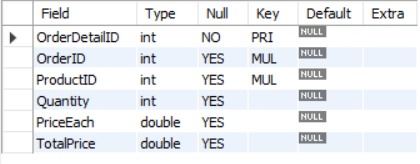 Field Type Null Key Default Extra
OrderDetailID int NO PRI NULL
OrderID int YES MUL NULL
ProductID int YES MUL NULL
Quantity int YES NULL
PriceEach double YES NULL
TotalPrice double YES NULL